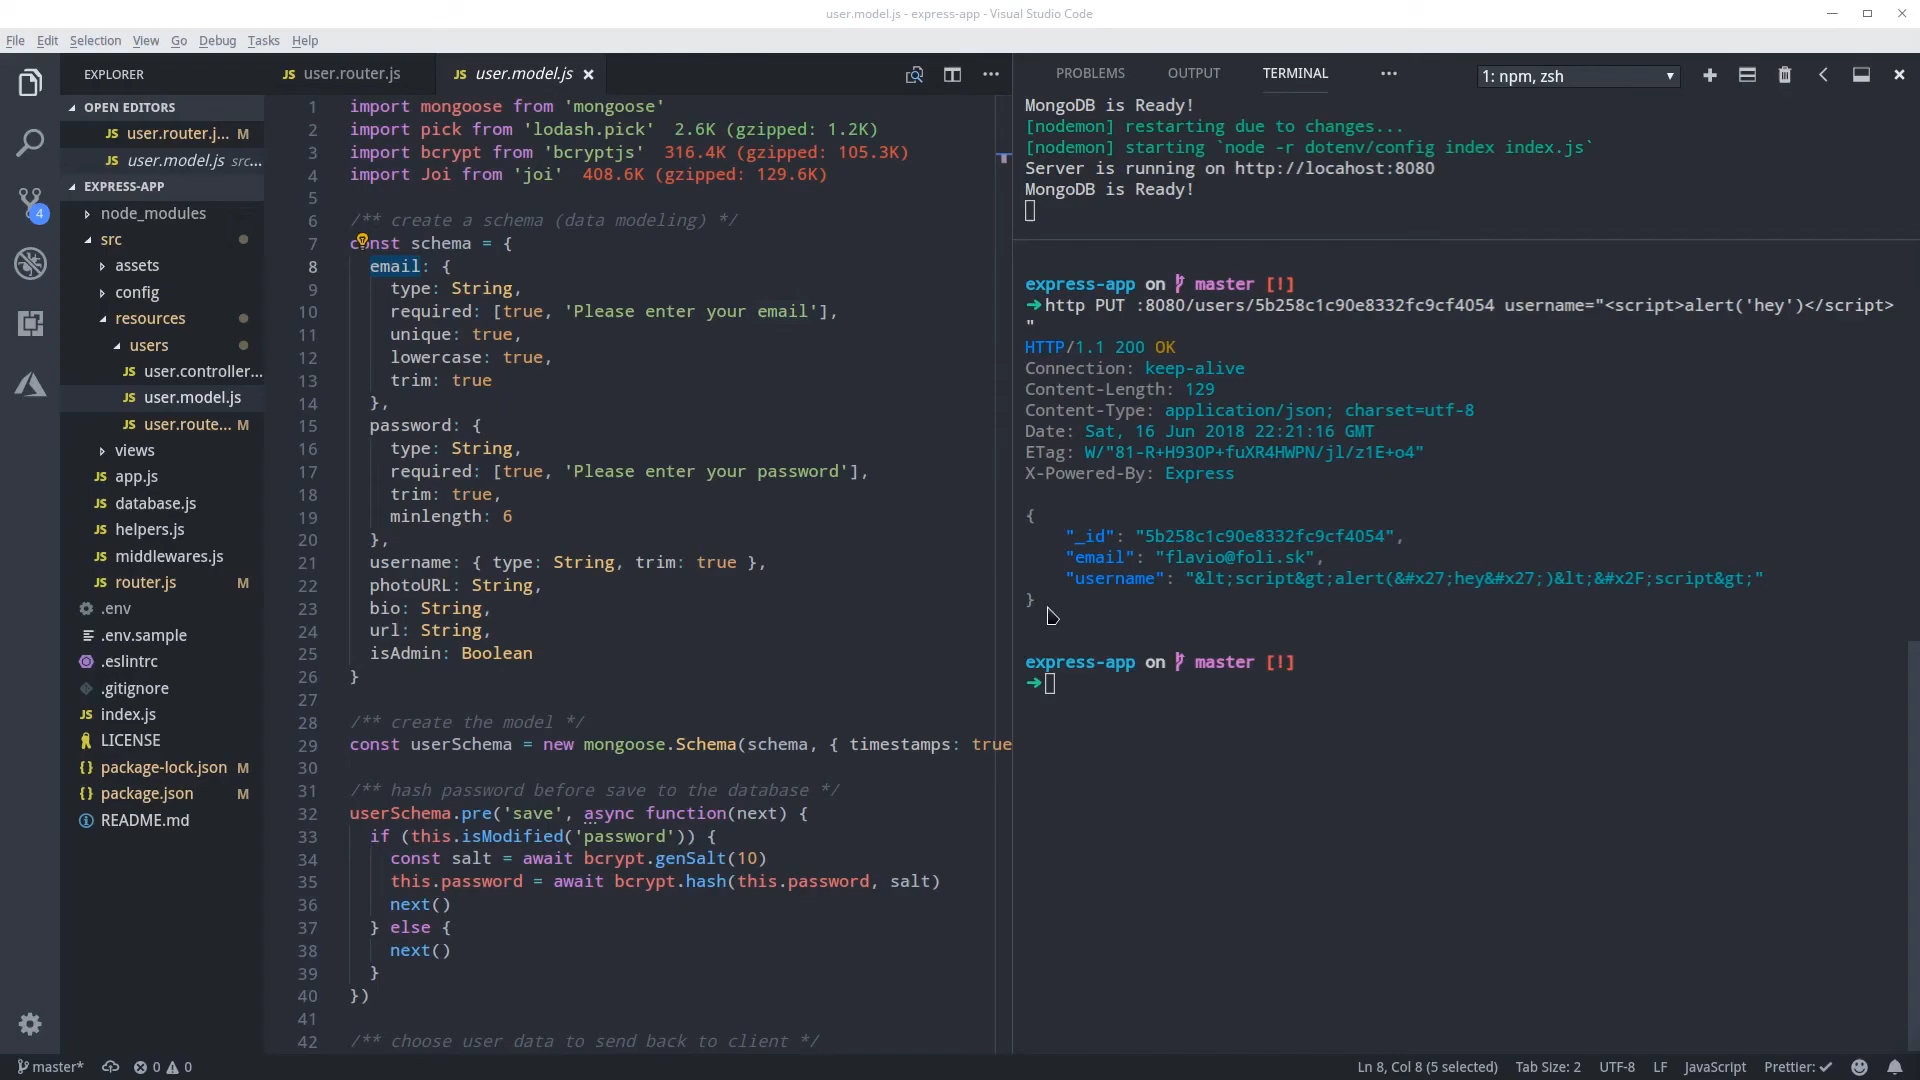 user.model.js - express-app - Visual Studio Code
File Edit Selection View Go Debug Tasks Help
EXPLORER
OPEN EDITORS
JS user.router.j... M
JS user.model.js src...
EXPRESS-APP
node_modules
src
assets
config
resources
users
JS user.controller...
JS user.model.js
JS user.route... M
views
JS app.js
JS database.js
JS helpers.js
JS middlewares.js
JS router.js M
.env
.env.sample
.eslintrc
.gitignore
JS index.js
LICENSE
{} package-lock.json M
{} package.json M
README.md
4
JS user.router.js JS user.model.js
1 import mongoose from 'mongoose'
2 import pick from 'lodash.pick' 2.6K (gzipped: 1.2K)
3 import bcrypt from 'bcryptjs' 316.4K (gzipped: 105.3K)
4 import Joi from 'joi' 408.6K (gzipped: 129.6K)
5
6 /** create a schema (data modeling) */
7 const schema = {
8 email: {
9 type: String,
10 required: [true, 'Please enter your email'],
11 unique: true,
12 lowercase: true,
13 trim: true
14 },
15 password: {
16 type: String,
17 required: [true, 'Please enter your password'],
18 trim: true,
19 minlength: 6
20 },
21 username: { type: String, trim: true },
22 photoURL: String,
23 bio: String,
24 url: String,
25 isAdmin: Boolean
26 }
27
28 /** create the model */
29 const userSchema = new mongoose.Schema(schema, { timestamps: true
30
31 /** hash password before save to the database */
32 userSchema.pre('save', async function(next) {
33 if (this.isModified('password')) {
34 const salt = await bcrypt.genSalt(10)
35 this.password = await bcrypt.hash(this.password, salt)
36 next()
37 } else {
38 next()
39 }
40 })
41
42 /** choose user data to send back to client */
PROBLEMS OUTPUT TERMINAL ... 1: npm, zsh
MongoDB is Ready!
[nodemon] restarting due to changes...
[nodemon] starting `node -r dotenv/config index index.js`
Server is running on http://locahost:8080
MongoDB is Ready!
express-app on master [!]
➜ http PUT :8080/users/5b258c1c90e8332fc9cf4054 username="<script>alert('hey')</script>
"
HTTP/1.1 200 OK
Connection: keep-alive
Content-Length: 129
Content-Type: application/json; charset=utf-8
Date: Sat, 16 Jun 2018 22:21:16 GMT
ETag: W/"81-R+H93OP+fuXR4HWPN/jl/z1E+o4"
X-Powered-By: Express
{
"_id": "5b258c1c90e8332fc9cf4054",
"email": "flavio@foli.sk",
"username": "&lt;script&gt;alert(&#x27;hey&#x27;)&lt;&#x2F;script&gt;"
}
express-app on master [!]
➜
master* 0 0 Ln 8, Col 8 (5 selected) Tab Size: 2 UTF-8 LF JavaScript Prettier: ✓